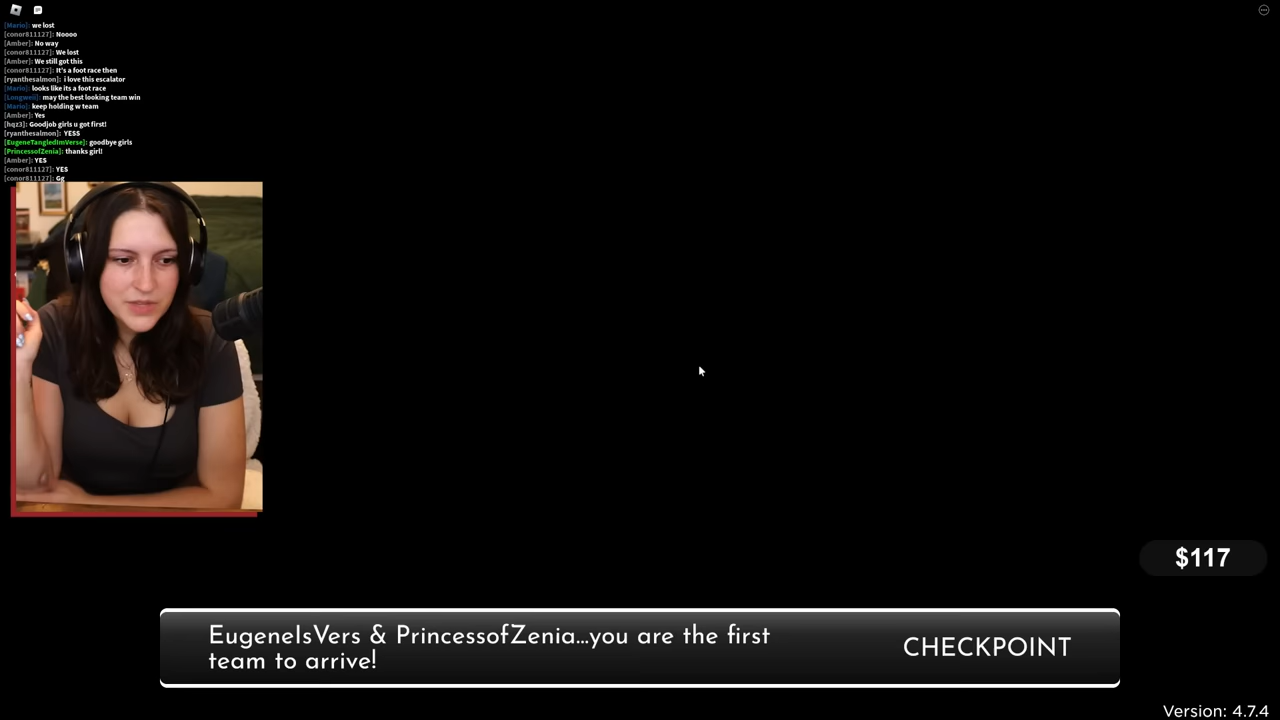 [Mario]: we lost
[conor811127]: Noooo
[Amber]: No way
[conor811127]: We lost
[Amber]: We still got this
[conor811127]: It's a foot race then
[ryanthesalmon]: i love this escalator
[Mario]: looks like its a foot race
[Longweii]: may the best looking team win
[Mario]: keep holding w team
[Amber]: Yes
[hqz3]: Goodjob girls u got first!
[ryanthesalmon]: YESS
[EugeneTangledImVerse]: goodbye girls
[PrincessofZenia]: thanks girl!
[Amber]: YES
[conor811127]: YES
[conor811127]: Gg
$117
EugeneIsVers & PrincessofZenia...you are the first
team to arrive!
CHECKPOINT
Version: 4.7.4